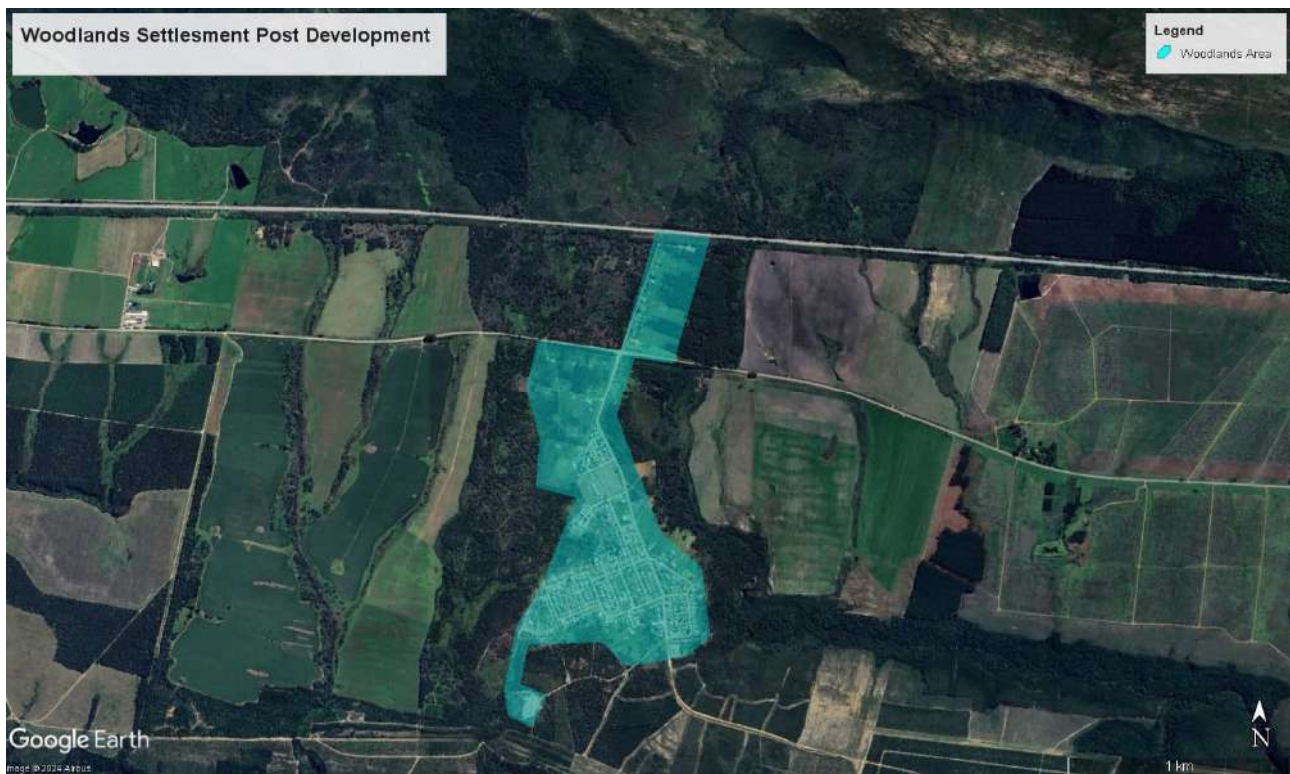 Woodlands Settlesment Post Development
Legend
Woodlands Area
Google Earth
Image © 2024 Airbus
N
1 km